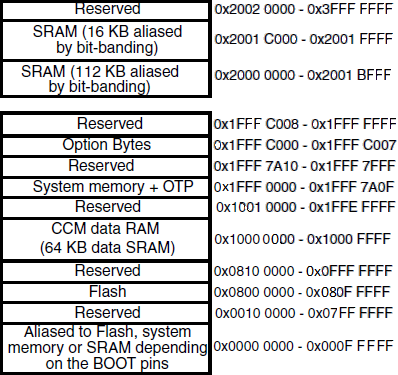 Reserved 0x2002 0000 - 0x3FFF FFFF
SRAM (16 KB aliased
by bit-banding) 0x2001 C000 - 0x2001 FFFF
SRAM (112 KB aliased
by bit-banding) 0x2000 0000 - 0x2001 BFFF
Reserved 0x1FFF C008 - 0x1FFF FFFF
Option Bytes 0x1FFF C000 - 0x1FFF C007
Reserved 0x1FFF 7A10 - 0x1FFF 7FFF
System memory + OTP 0x1FFF 0000 - 0x1FFF 7A0F
Reserved 0x1001 0000 - 0x1FFE FFFF
CCM data RAM
(64 KB data SRAM) 0x1000 0000 - 0x1000 FFFF
Reserved 0x0810 0000 - 0x0FFF FFFF
Flash 0x0800 0000 - 0x080F FFFF
Reserved 0x0010 0000 - 0x07FF FFFF
Aliased to Flash, system
memory or SRAM depending 0x0000 0000 - 0x000F FFFF
on the BOOT pins